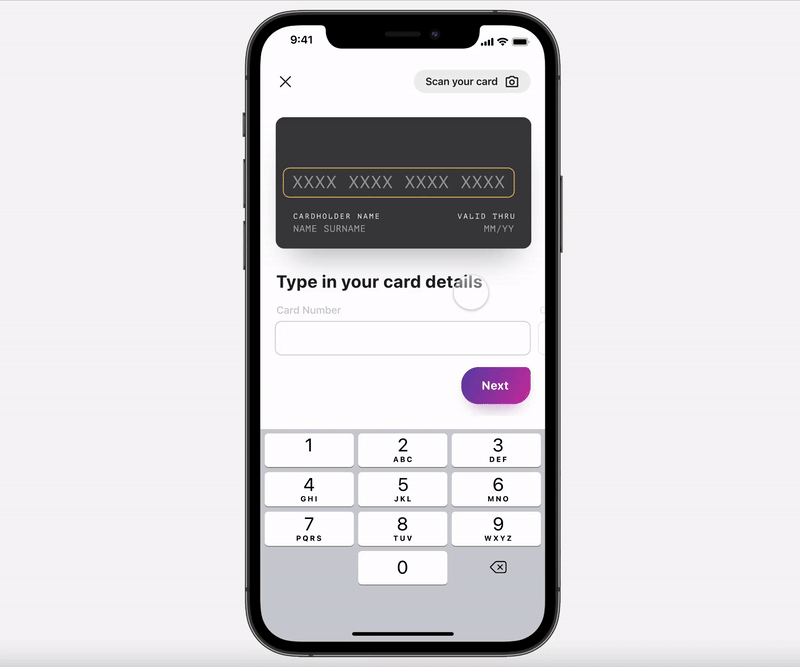 9:41
Scan your card
XXXX XXXX XXXX XXXX
CARDHOLDER NAME
VALID THRU
NAME SURNAME
MM/YY
Type in your card details
Card Number
Next
1
2
ABC
3
DEF
4
GHI
5
JKL
6
MNO
7
PQRS
8
TUV
9
WXYZ
0